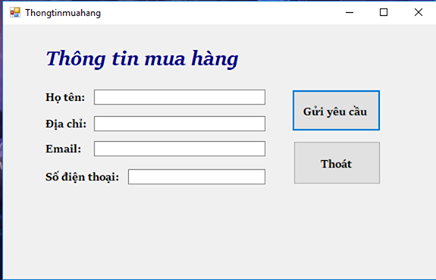 Thongtinmuahang
Thông tin mua hàng
Họ tên:
Gửi yêu cầu
Địa chỉ:
Email:
Thoát
Số điện thoại: